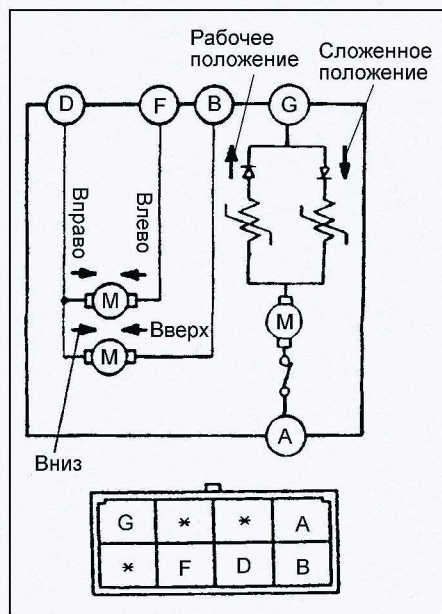 Рабочее
положение
Сложенное
положение
D
F
B
G
Вправо
Влево
M
Вверх
M
M
Вниз
A
G * * A
* F D B